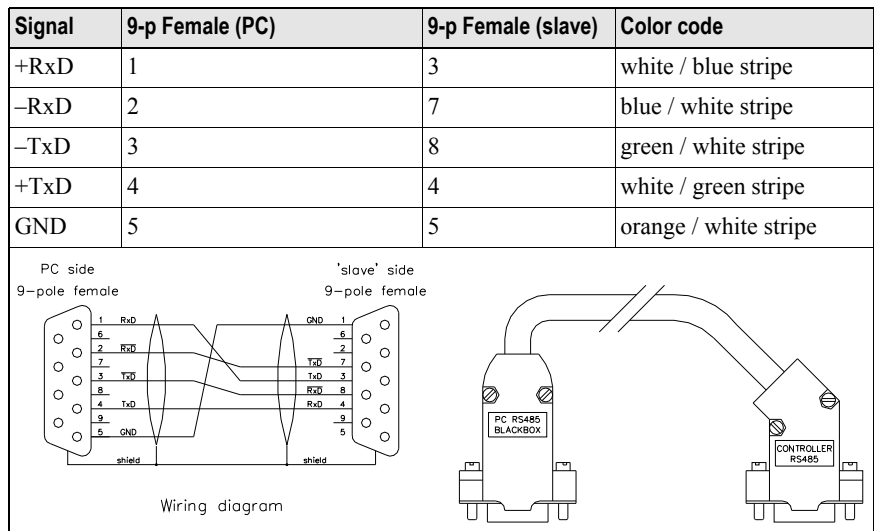 Signal 9-p Female (PC) 9-p Female (slave) Color code
+RxD 1 3 white / blue stripe
–RxD 2 7 blue / white stripe
–TxD 3 8 green / white stripe
+TxD 4 4 white / green stripe
GND 5 5 orange / white stripe
PC side
9-pole female
'slave' side
9-pole female
1 RxD
6
2 R̅x̅D̅
7
3 T̅x̅D̅
8
4 TxD
9
5 GND
shield
GND 1
6
2
T̅x̅D̅ 7
TxD 3
R̅x̅D̅ 8
RxD 4
9
5
shield
Wiring diagram
PC RS485
BLACKBOX
CONTROLLER
RS485